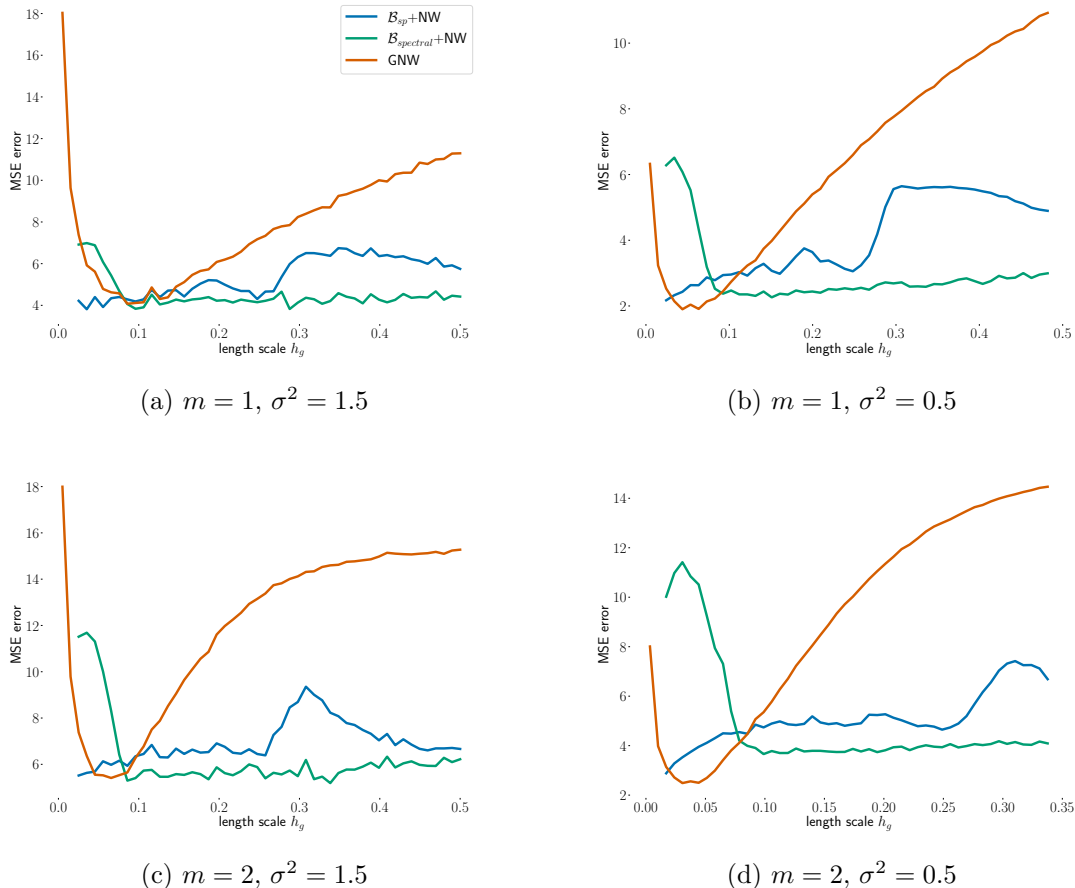 18
16
14
12
10
8
6
4
MSE error
0.0 0.1 0.2 0.3 0.4 0.5
length scale h_g
B_sp+NW
B_spectral+NW
GNW
(a) m = 1, σ² = 1.5
10
8
6
4
2
MSE error
0.0 0.1 0.2 0.3 0.4 0.5
length scale h_g
(b) m = 1, σ² = 0.5
18
16
14
12
10
8
6
MSE error
0.0 0.1 0.2 0.3 0.4 0.5
length scale h_g
(c) m = 2, σ² = 1.5
14
12
10
8
6
4
2
MSE error
0.00 0.05 0.10 0.15 0.20 0.25 0.30 0.35
length scale h_g
(d) m = 2, σ² = 0.5